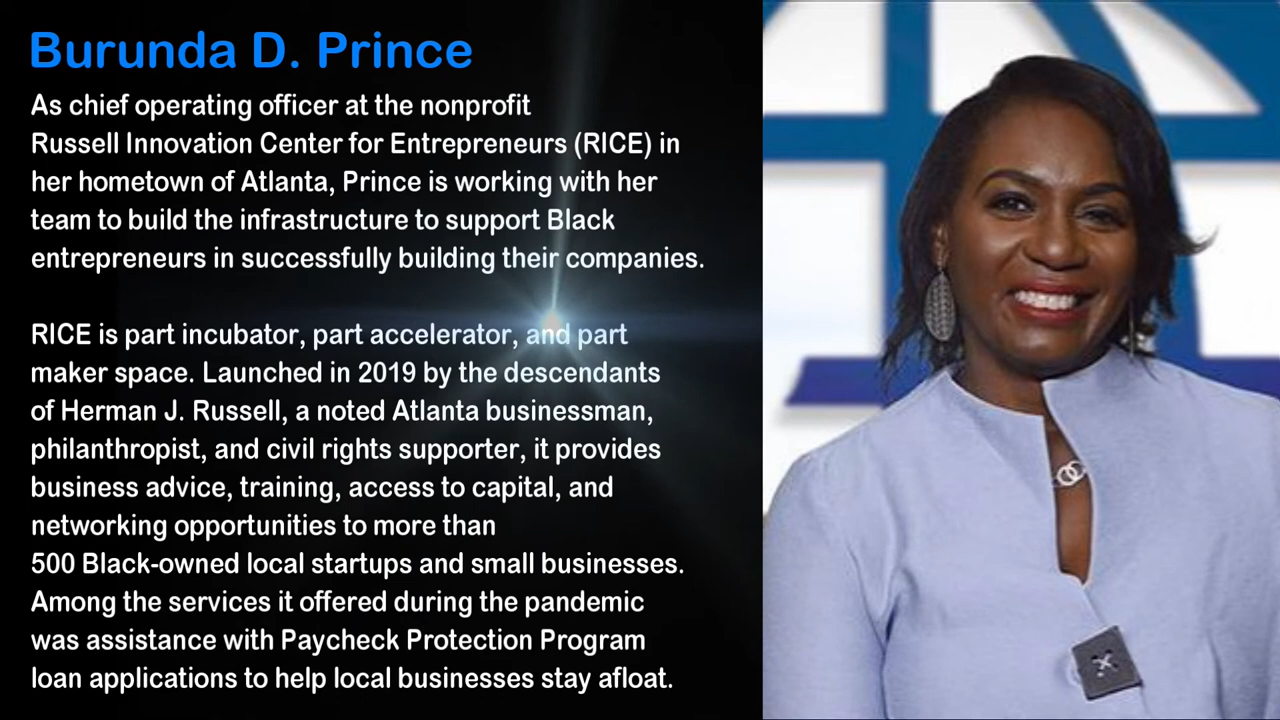 Burunda D. Prince
As chief operating officer at the nonprofit
Russell Innovation Center for Entrepreneurs (RICE) in
her hometown of Atlanta, Prince is working with her
team to build the infrastructure to support Black
entrepreneurs in successfully building their companies.
RICE is part incubator, part accelerator, and part
maker space. Launched in 2019 by the descendants
of Herman J. Russell, a noted Atlanta businessman,
philanthropist, and civil rights supporter, it provides
business advice, training, access to capital, and
networking opportunities to more than
500 Black-owned local startups and small businesses.
Among the services it offered during the pandemic
was assistance with Paycheck Protection Program
loan applications to help local businesses stay afloat.